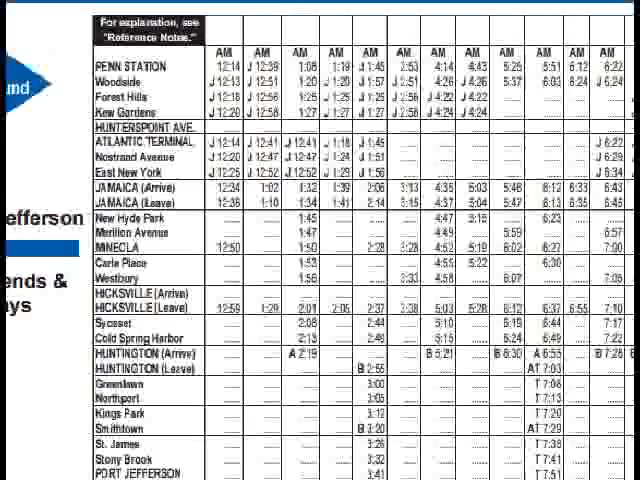 For explanation, see
"Reference Notes."
AM AM AM AM AM AM AM AM AM AM AM AM
PENN STATION 12:14 J 12:39 1:08 1:19 J 1:45 2:53 4:14 4:43 5:25 5:51 6:12 6:22
Woodside J 12:13 J 12:51 1:20 J 1:57 J 4:26 J 4:26 5:37 6:03 6:24 J 6:24
Forest Hills J 12:56 1:25 J 1:25 J 1:25 J 2:56 J 4:22 J 4:22
Kew Gardens J 12:58 1:27 J 1:27 J 1:27 J 2:58 J 4:24 J 4:24
HUNTERSPOINT AVE.
ATLANTIC TERMINAL J 12:14 J 12:41 J 12:41 J 1:18 J 1:45 J 6:22
Nostrand Avenue J 12:20 J 12:47 J 12:47 J 1:24 J 1:51 J 6:29
East New York J 12:25 J 12:52 J 12:52 J 1:29 J 1:56 J 6:34
JAMAICA (Arrive) 12:34 1:02 1:32 1:39 2:06 3:13 4:35 5:03 5:46 6:12 6:33 6:43
JAMAICA (Leave) 12:36 1:10 1:34 1:41 2:14 3:15 4:37 5:04 5:47 6:13 6:35 6:45
efferson
New Hyde Park 1:45 4:47 5:15 6:23
Merillon Avenue 1:47 4:49 5:59 6:57
MINEOLA 12:50 1:50 2:28 3:28 4:52 5:19 6:02 6:27 7:00
Carle Place 1:53 4:55 5:22 6:30
ends &
Westbury 1:56 3:33 4:58 6:07 7:05
HICKSVILLE (Arrive)
ays
HICKSVILLE (Leave) 12:59 1:29 2:01 2:05 2:37 3:38 5:03 5:28 6:12 6:37 6:55 7:10
Syosset 2:08 2:44 5:10 6:19 6:44 7:17
Cold Spring Harbor 2:13 5:15 6:24 6:49 7:22
HUNTINGTON (Arrive) A 2:19 B 5:21 B 6:30 A 6:55 B 7:28
HUNTINGTON (Leave) B 2:55 AT 7:03
Greenlawn 3:00 T 7:08
Northport 3:05 T 7:13
Kings Park 3:12 T 7:20
Smithtown B 3:20 AT 7:29
St. James 3:26
Stony Brook 3:32 T 7:41
PORT JEFFERSON 3:41 T 7:51